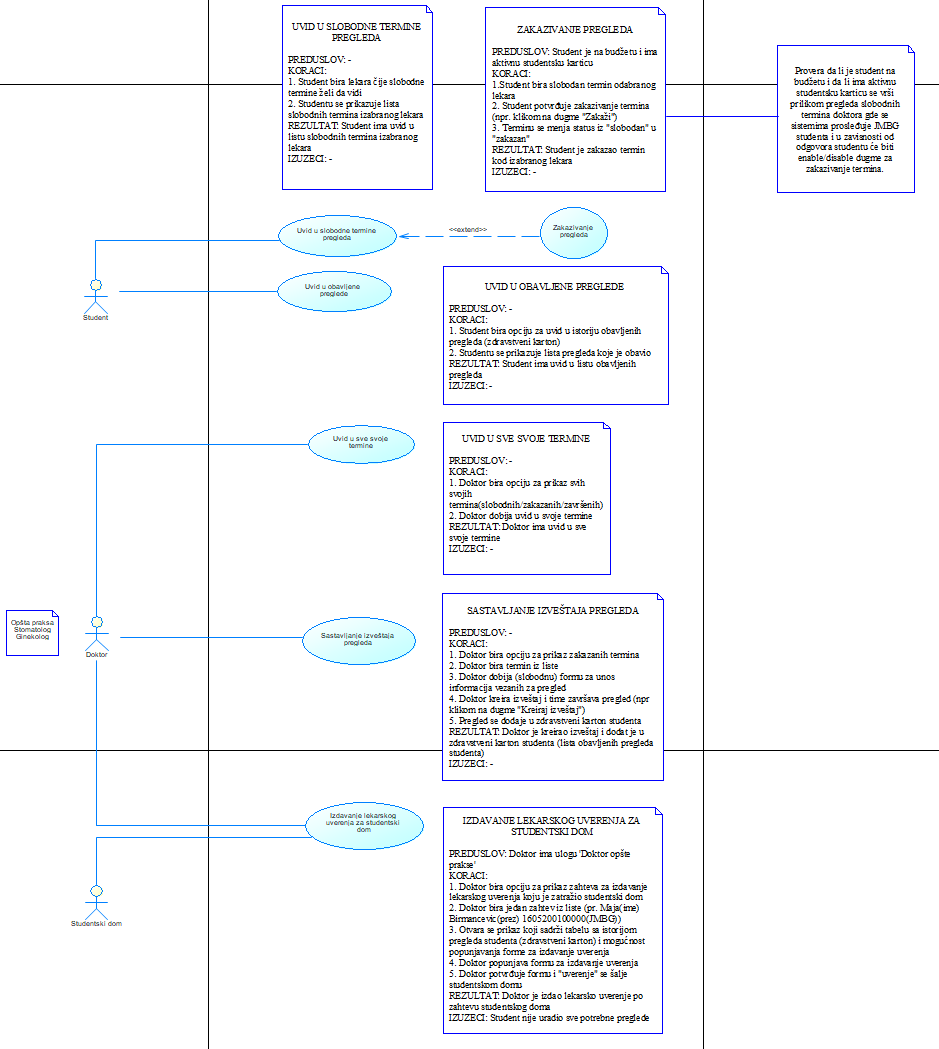 UVID U SLOBODNE TERMINE
PREGLEDA
PREDUSLOV: -
KORACI:
1. Student bira lekara čije slobodne
termine želi da vidi
2. Studentu se prikazuje lista
slobodnih termina izabranog lekara
REZULTAT: Student ima uvid u
listu slobodnih termina izabranog
lekara
IZUZECI: -
ZAKAZIVANJE PREGLEDA
PREDUSLOV: Student je na budžetu i ima
aktivnu studentsku karticu
KORACI:
1.Student bira slobodan termin odabranog
lekara
2. Student potvrđuje zakazivanje termina
(npr. klikom na dugme "Zakaži")
3. Terminu se menja status iz "slobodan" u
"zakazan"
REZULTAT: Student je zakazao termin
kod izabranog lekara
IZUZECI: -
Provera da li je student na
budžetu i da li ima aktivnu
studentsku karticu se vrši
prilikom pregleda slobodnih
termina doktora gde se
sistemima prosleđuje JMBG
studenta i u zavisnosti od
odgovora studentu će biti
enable/disable dugme za
zakazivanje termina.
Uvid u slobodne termine
pregleda
<<extend>>
Zakazivanje
pregleda
Uvid u obavljene
preglede
Student
UVID U OBAVLJENE PREGLEDE
PREDUSLOV: -
KORACI:
1. Student bira opciju za uvid u istoriju obavljenih
pregleda (zdravstveni karton)
2. Studentu se prikazuje lista pregleda koje je obavio
REZULTAT: Student ima uvid u listu obavljenih
pregleda
IZUZECI: -
Uvid u sve svoje
termine
UVID U SVE SVOJE TERMINE
PREDUSLOV: -
KORACI:
1. Doktor bira opciju za prikaz svih
svojih
termina(slobodnih/zakazanih/završenih)
2. Doktor dobija uvid u svoje termine
REZULTAT: Doktor ima uvid u sve
svoje termine
IZUZECI: -
Opšta praksa
Stomatolog
Ginekolog
Doktor
Sastavljanje izveštaja
pregleda
SASTAVLJANJE IZVEŠTAJA PREGLEDA
PREDUSLOV: -
KORACI:
1. Doktor bira opciju za prikaz zakazanih termina
2. Doktor bira termin iz liste
3. Doktor dobija (slobodnu) formu za unos
informacija vezanih za pregled
4. Doktor kreira izveštaj i time završava pregled (npr
klikom na dugme "Kreiraj izveštaj")
5. Pregled se dodaje u zdravstveni karton studenta
REZULTAT: Doktor je kreirao izveštaj i dodat je u
zdravstveni karton studenta (lista obavljenih pregleda
studenta)
IZUZECI: -
Izdavanje lekarskog
uverenja za studentski
dom
Studentski dom
IZDAVANJE LEKARSKOG UVERENJA ZA
STUDENTSKI DOM
PREDUSLOV: Doktor ima ulogu 'Doktor opšte
prakse'
KORACI:
1. Doktor bira opciju za prikaz zahteva za izdavanje
lekarskog uverenja koju je zatražio studentski dom
2. Doktor bira jedan zahtev iz liste (pr. Maja(ime)
Birmancevic(prez) 1605200100000(JMBG))
3. Otvara se prikaz koji sadrži tabelu sa istorijom
pregleda studenta (zdravstveni karton) i mogućnost
popunjavanja forme za izdavanje uverenja
4. Doktor popunjava formu za izdavanje uverenja
5. Doktor potvrđuje formu i "uverenje" se šalje
studentskom domu
REZULTAT: Doktor je izdao lekarsko uverenje po
zahtevu studentskog doma
IZUZECI: Student nije uradio sve potrebne preglede